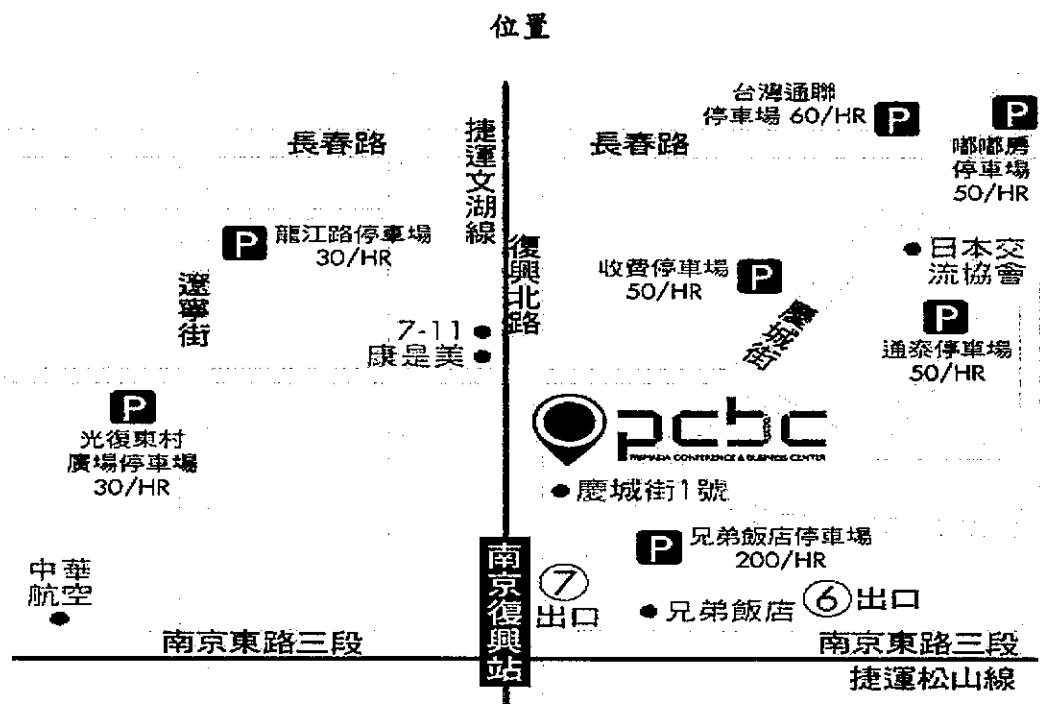 位置
台灣通聯
停車場 60/HR
P
P
嘟嘟房
停車場
50/HR
長春路
捷運文湖線
長春路
P
龍江路停車場
30/HR
復興北路
收費停車場
50/HR
P
日本交
流協會
遼寧街
慶城街
P
通泰停車場
50/HR
7-11
康是美
P
光復東村
廣場停車場
30/HR
pcbc
CONFERENCE & BUSINESS CENTER
慶城街1號
P
兄弟飯店停車場
200/HR
南京復興站
7
出口
兄弟飯店
6出口
中華
航空
南京東路三段
南京東路三段
捷運松山線